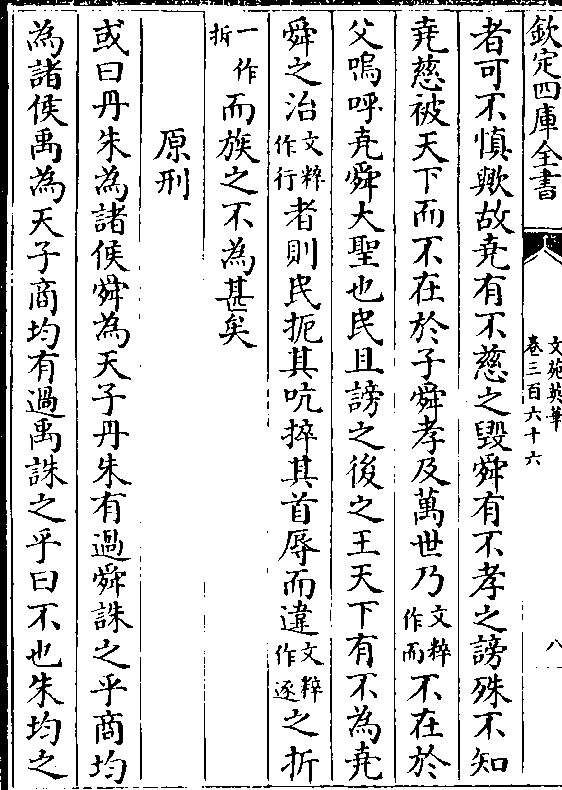 欽定四庫全書
文苑英華
卷三百六十六
八
者可不慎歟故堯有不慈之毀舜有不孝之謗殊不知
堯慈被天下而不在於子舜孝及萬世乃文粹作而不在於
父嗚呼堯舜大聖也民且謗之後之王天下有不為堯
舜之治文粹作行者則民扼其吭捽其首辱而違文粹作逐之折
一作拆而族之不為甚矣
原刑
或曰丹朱為諸侯舜為天子丹朱有過舜誅之乎商均
為諸侯禹為天子商均有過禹誅之乎曰不也朱均之